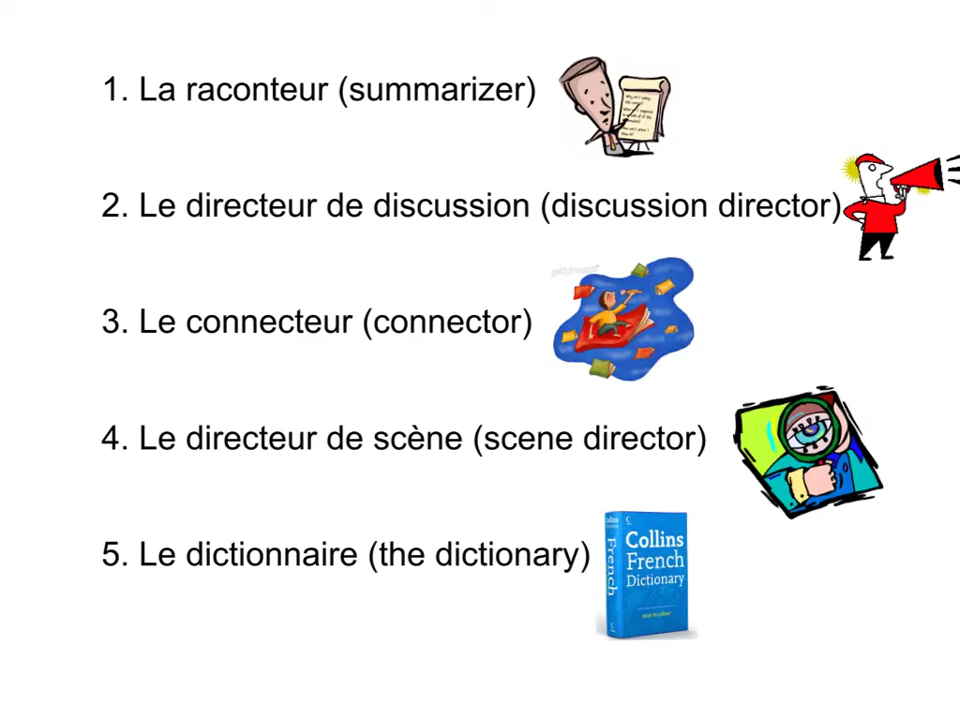 1. La raconteur (summarizer)
2. Le directeur de discussion (discussion director)
3. Le connecteur (connector)
4. Le directeur de scène (scene director)
5. Le dictionnaire (the dictionary)
Collins
French
Dictionary
French